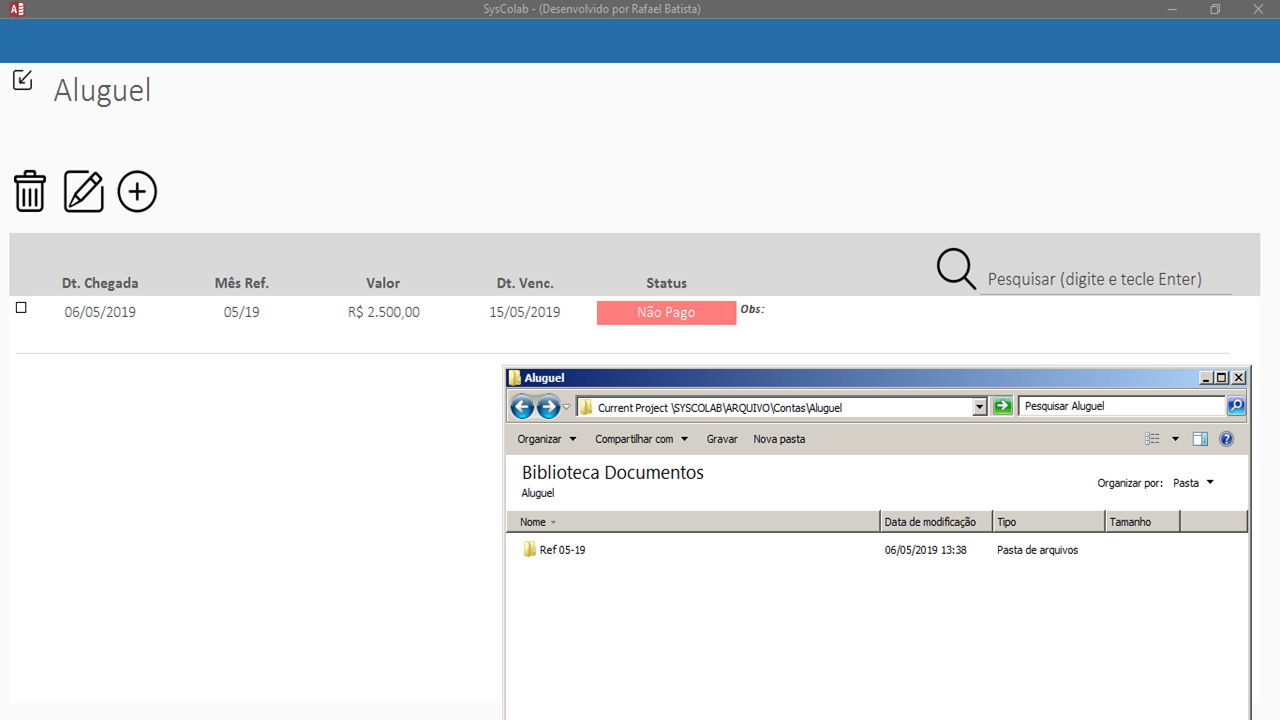 SysColab - (Desenvolvido por Rafael Batista)
Aluguel
Pesquisar (digite e tecle Enter)
Dt. Chegada Mês Ref. Valor Dt. Venc. Status
06/05/2019 05/19 R$ 2.500,00 15/05/2019 Não Pago Obs:
Aluguel
Current Project \SYSCOLAB\ARQUIVO\Contas\Aluguel Pesquisar Aluguel
Organizar Compartilhar com Gravar Nova pasta
Biblioteca Documentos
Aluguel
Organizar por: Pasta
Nome Data de modificação Tipo Tamanho
Ref 05-19 06/05/2019 13:38 Pasta de arquivos